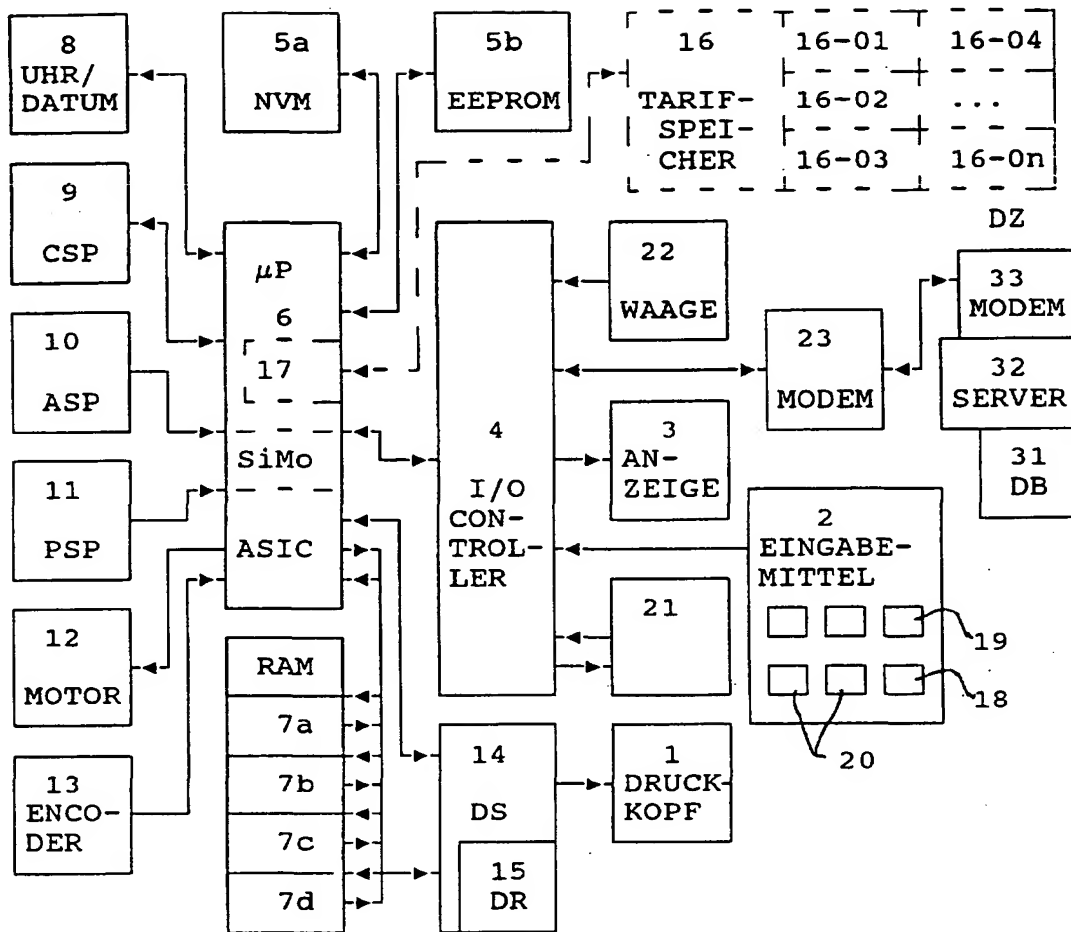 8
UHR/
DATUM
5a
NVM
5b
EEPROM
16
TARIF-
SPEI-
CHER
16-01
16-02
16-03
16-04
...
16-0n
9
CSP
10
ASP
11
PSP
12
MOTOR
13
ENCO-
DER
µP
6
17
SiMo
ASIC
RAM
7a
7b
7c
7d
4
I/O
CON-
TROL-
LER
22
WAAGE
23
MODEM
DZ
33
MODEM
32
SERVER
31
DB
3
AN-
ZEIGE
2
EINGABE-
MITTEL
19
18
20
21
14
DS
15
DR
1
DRUCK-
KOPF